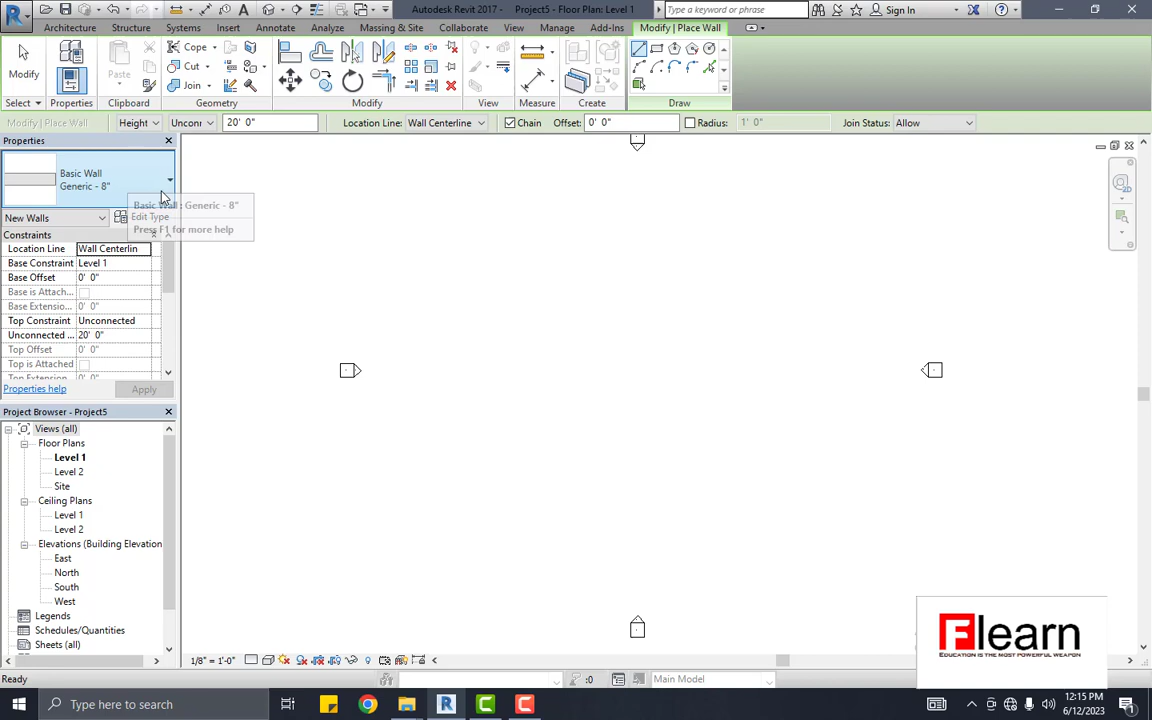 Autodesk Revit 2017 - Project5 - Floor Plan: Level 1
Type a keyword or phrase
Sign In
Architecture Structure Systems Insert Annotate Analyze Massing & Site Collaborate View Manage Add-Ins Modify | Place Wall
Modify
Paste
Cope
Cut
Join
Select Properties Clipboard Geometry Modify View Measure Create Draw
Modify | Place Wall Height Unconn 20' 0" Location Line: Wall Centerline Chain Offset: 0' 0" Radius: 1' 0" Join Status: Allow
Properties
Basic Wall
Generic - 8"
Basic Wall : Generic - 8"
Edit Type
Press F1 for more help
New Walls
Constraints
Location Line Wall Centerlin
Base Constraint Level 1
Base Offset 0' 0"
Base is Attach...
Base Extensio... 0' 0"
Top Constraint Unconnected
Unconnected ... 20' 0"
Top Offset 0' 0"
Top is Attached
Top Extension 0' 0"
Properties help Apply
Project Browser - Project5
Views (all)
Floor Plans
Level 1
Level 2
Site
Ceiling Plans
Level 1
Level 2
Elevations (Building Elevation
East
North
South
West
Legends
Schedules/Quantities
Sheets (all)
Flearn
EDUCATION IS THE MOST POWERFUL WEAPON
1/8" = 1'-0"
Ready :0 Main Model
Type here to search
12:15 PM
6/12/2023